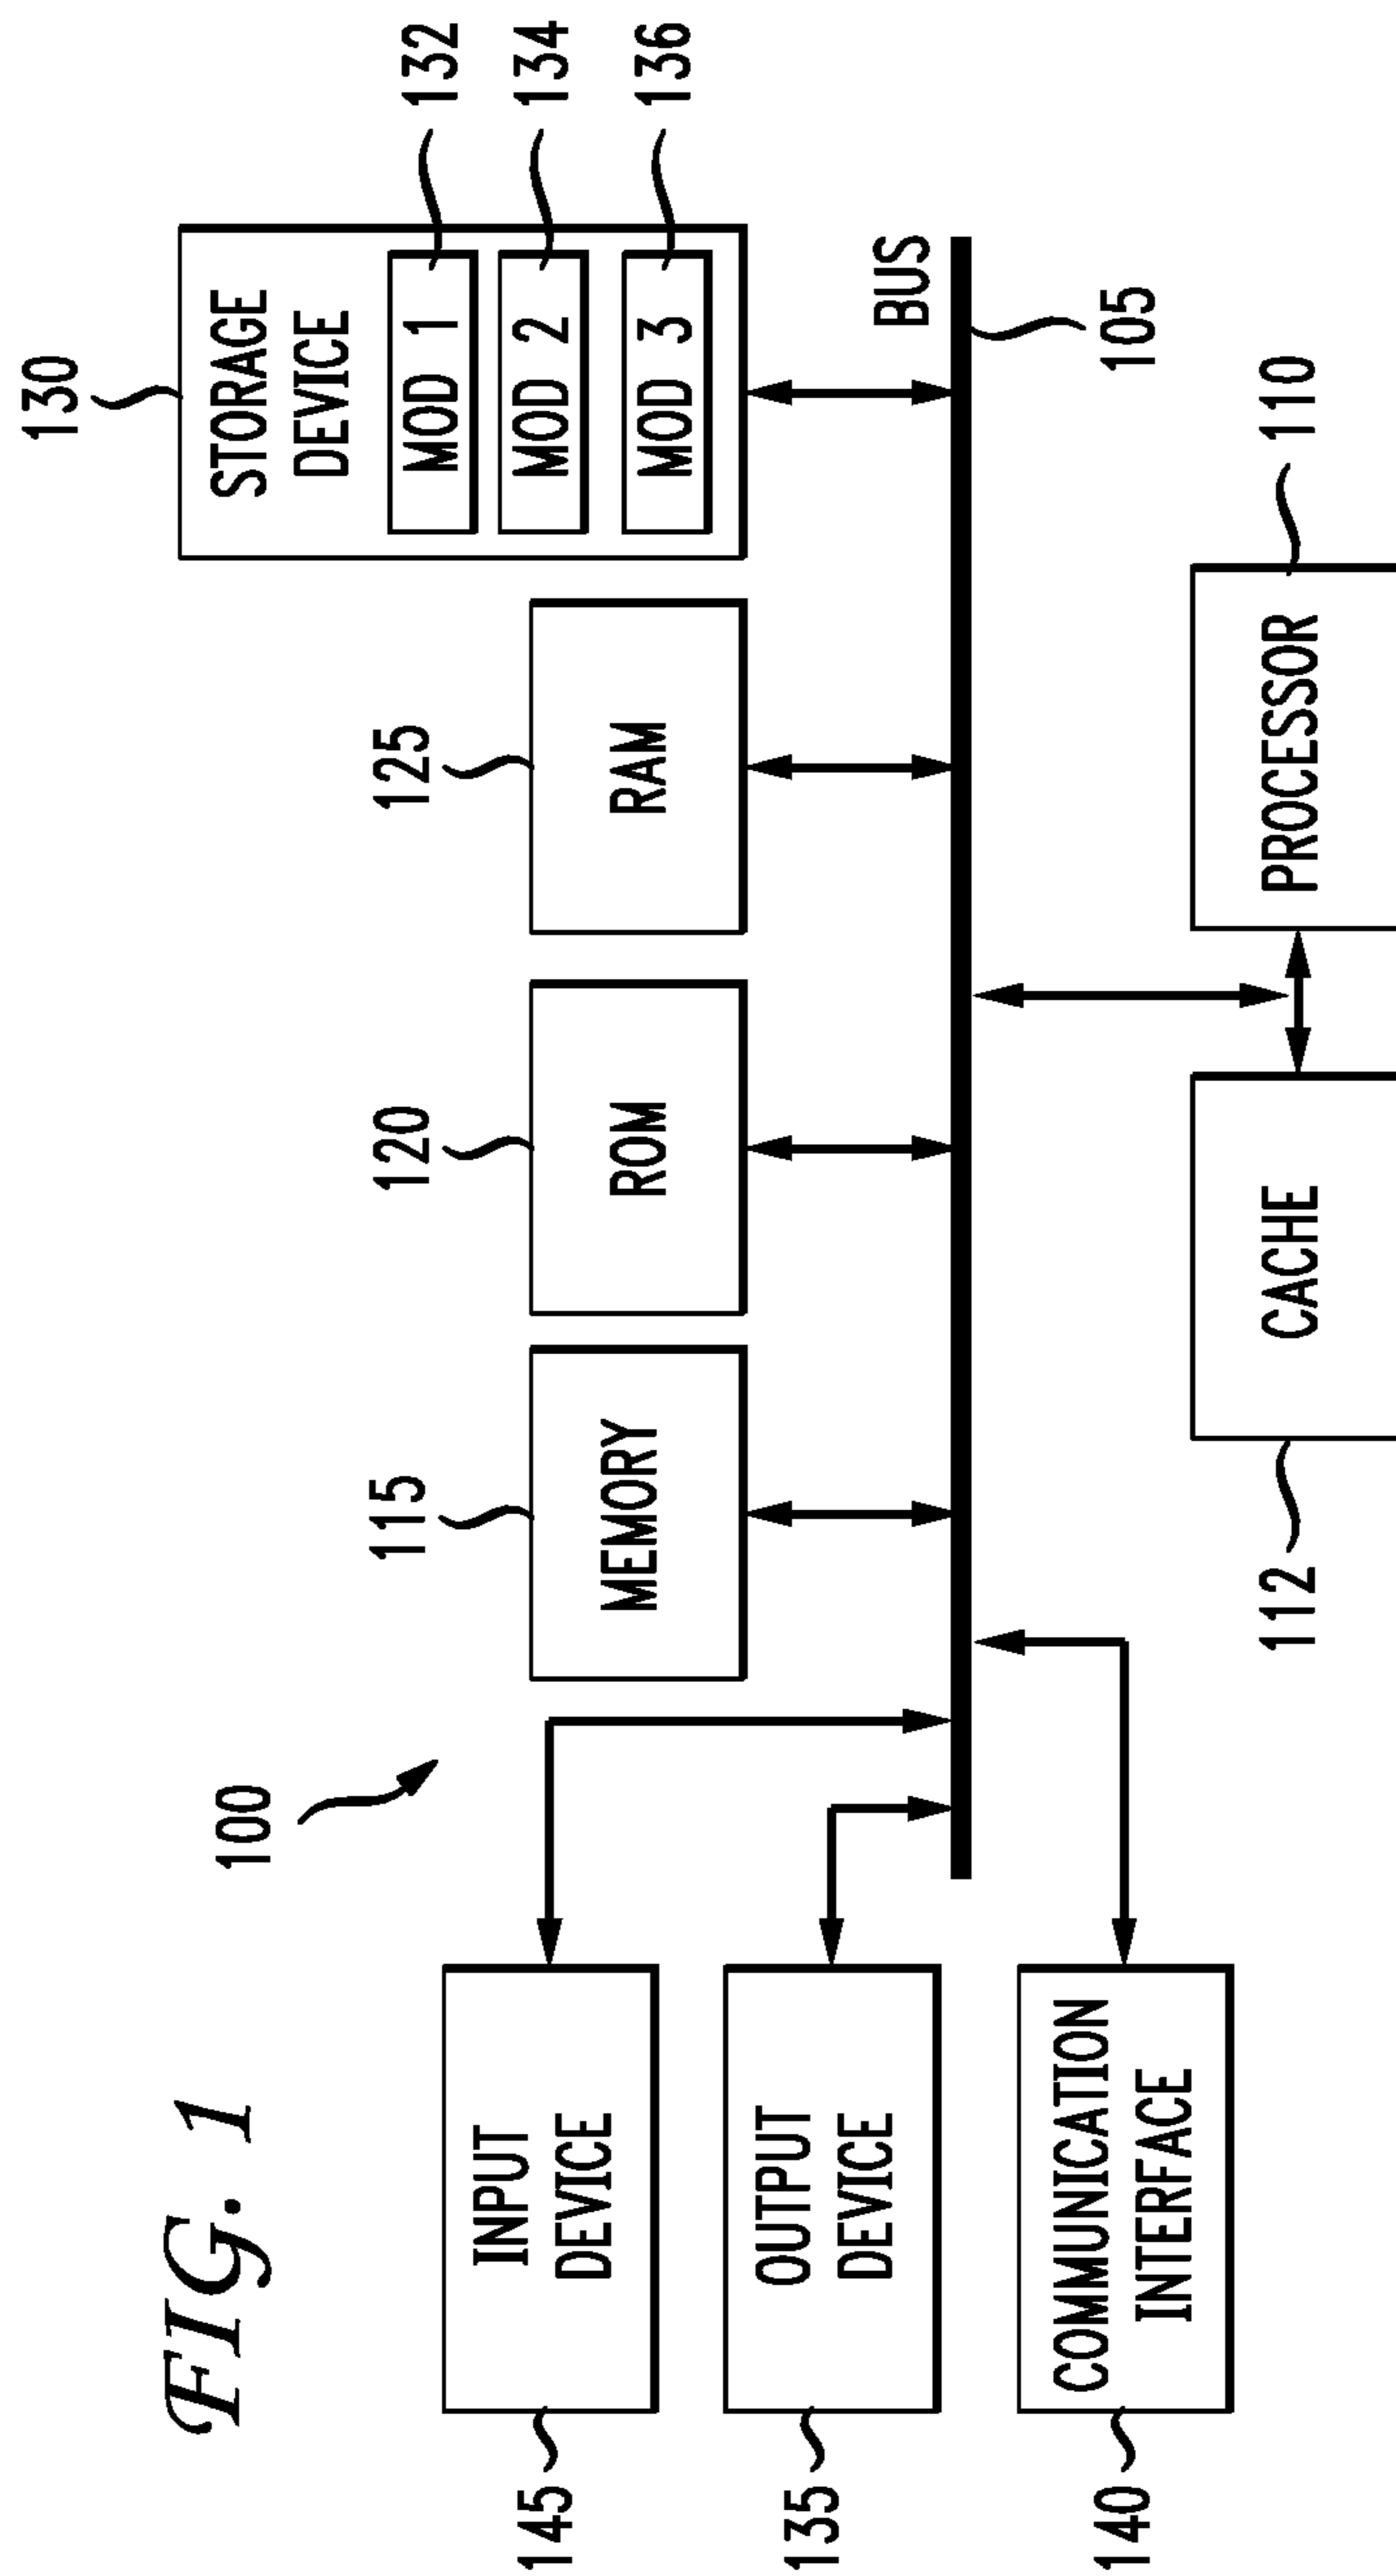 FIG. 1
100
130
STORAGE
DEVICE
MOD 1
132
MOD 2
134
MOD 3
136
115
120
125
MEMORY
ROM
RAM
145
INPUT
DEVICE
135
OUTPUT
DEVICE
BUS
105
140
COMMUNICATION
INTERFACE
112
CACHE
PROCESSOR
110